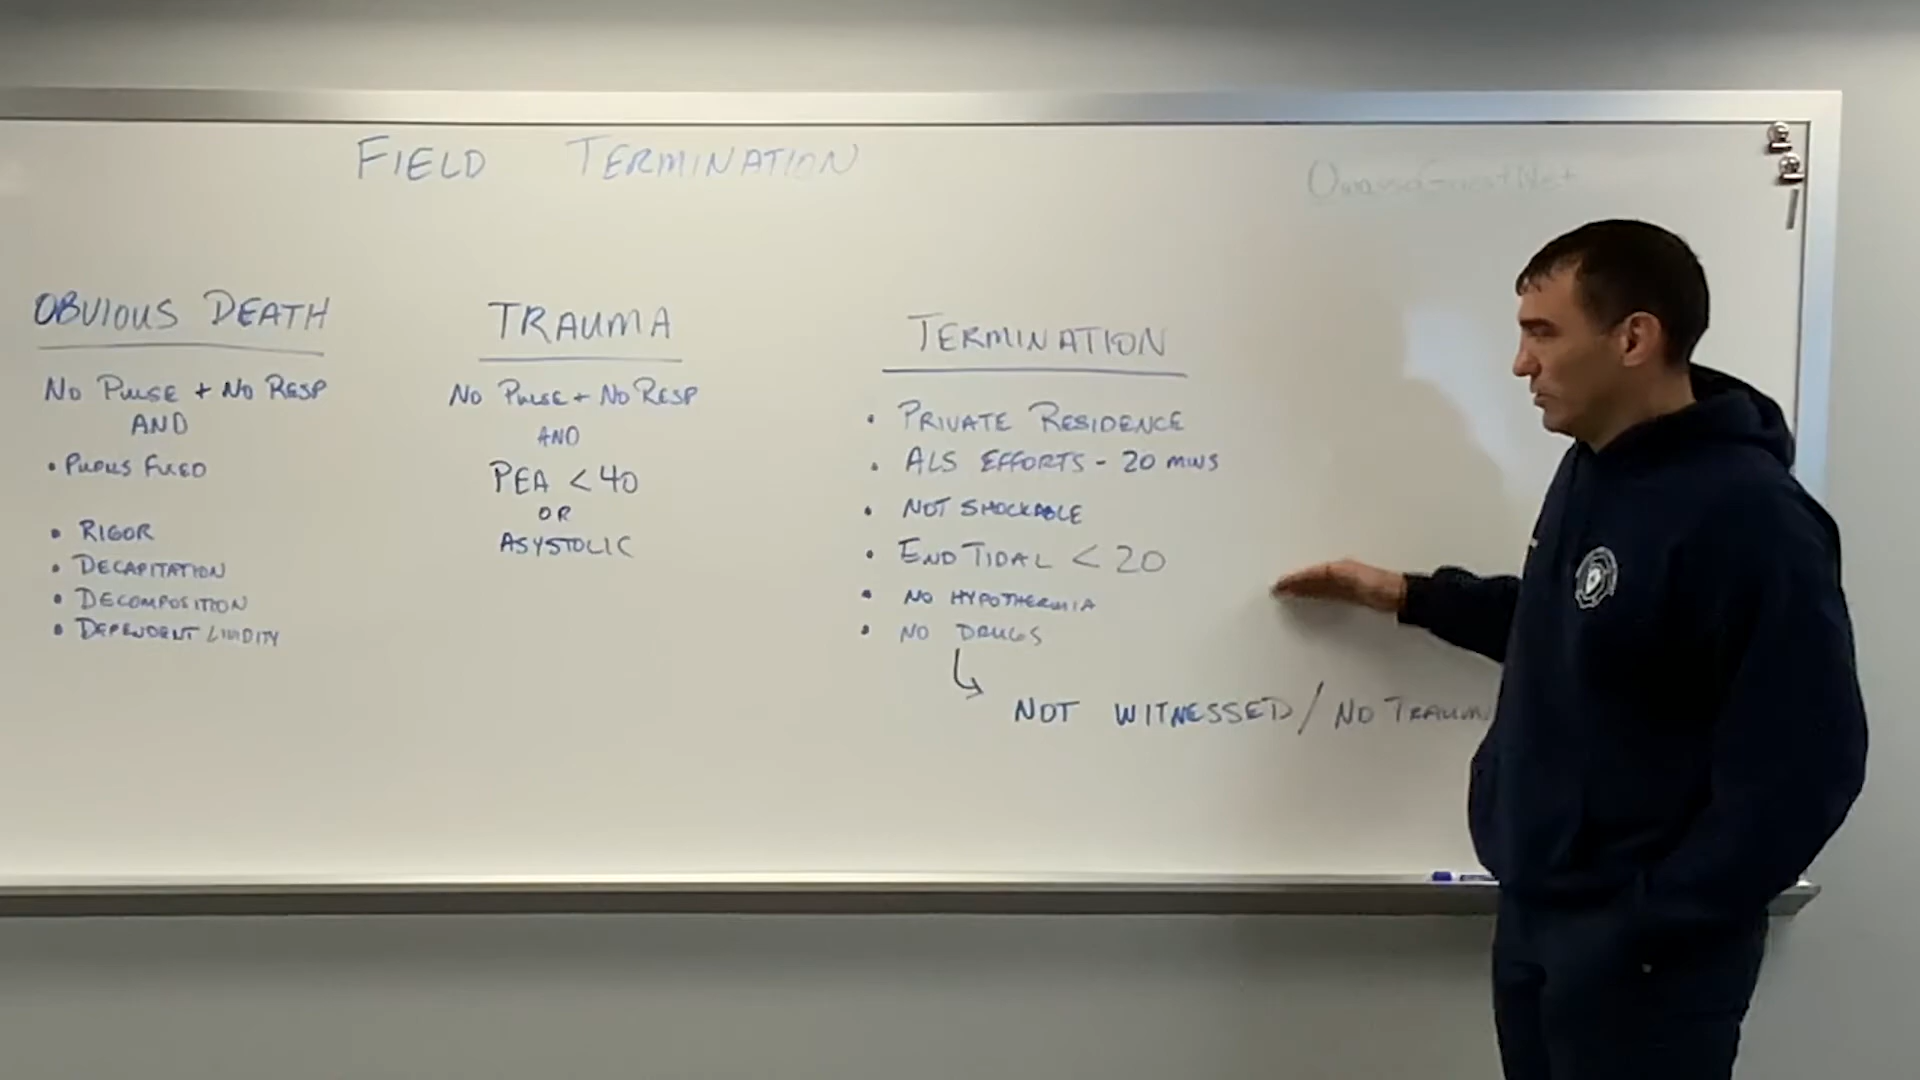 FIELD TERMINATION
OwassoGuestNet
OBVIOUS DEATH
NO PULSE + NO RESP
AND
• PUPILS FIXED
• RIGOR
• DECAPITATION
• DECOMPOSITION
• DEPENDENT LIVIDITY
TRAUMA
NO PULSE + NO RESP
AND
PEA < 40
OR
ASYSTOLIC
TERMINATION
• PRIVATE RESIDENCE
• ALS EFFORTS - 20 MINS
• NOT SHOCKABLE
• END TIDAL < 20
• NO HYPOTHERMIA
• NO DRUGS
↳ NOT WITNESSED / NO TRAUM